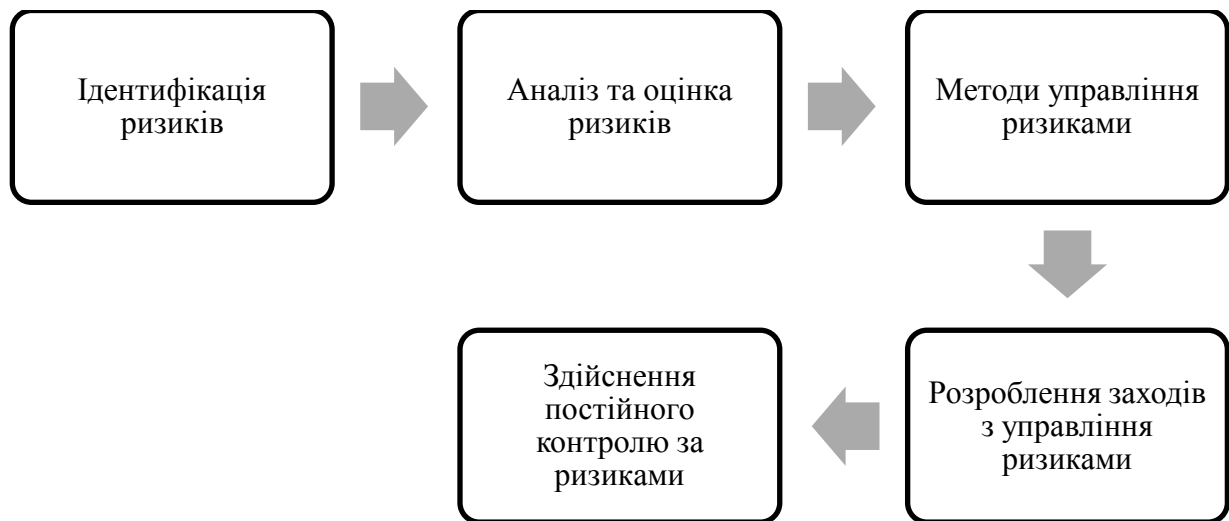 Ідентифікація
ризиків
Аналіз та оцінка
ризиків
Методи управління
ризиками
Розроблення заходів
з управління
ризиками
Здійснення
постійного
контролю за
ризиками